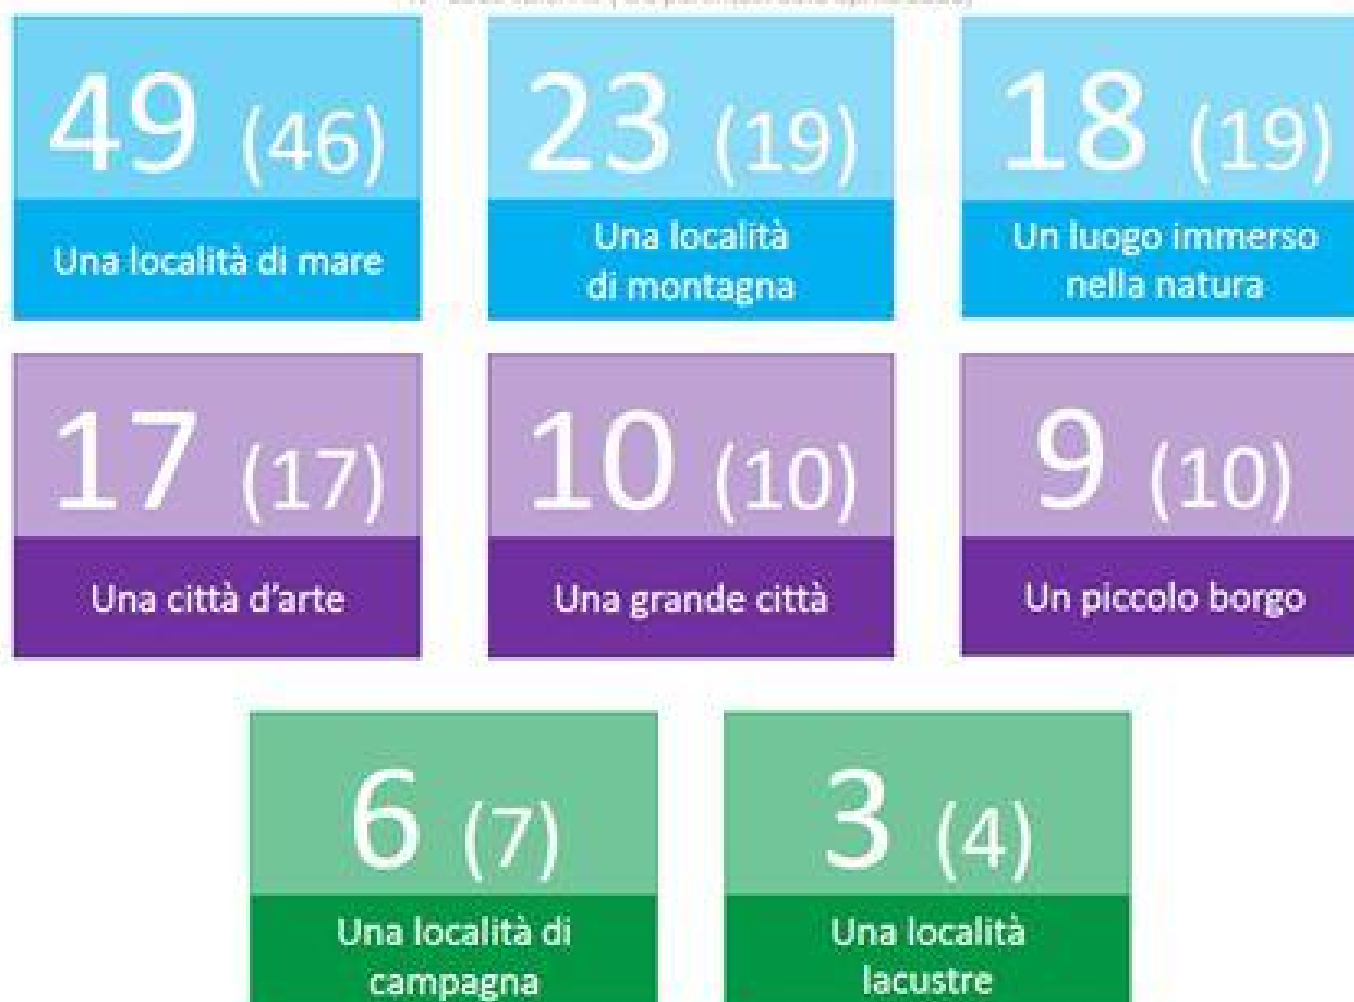 49 (46)
23 (19)
18 (19)
Una località di mare
Una località
di montagna
Un luogo immerso
nella natura
17 (17)
10 (10)
9 (10)
Una città d'arte
Una grande città
Un piccolo borgo
6 (7)
3 (4)
Una località di
campagna
Una località
lacustre